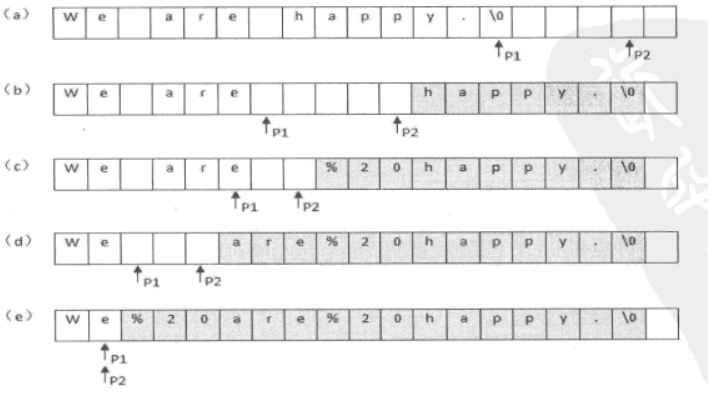 (a) W e a r e h a p p y . \0
P1 P2
(b) W e a r e h a p p y . \0
P1 P2
(c) W e a r e % 2 0 h a p p y . \0
P1 P2
(d) W e a r e % 2 0 h a p p y . \0
P1 P2
(e) W e % 2 0 a r e % 2 0 h a p p y . \0
P1
P2